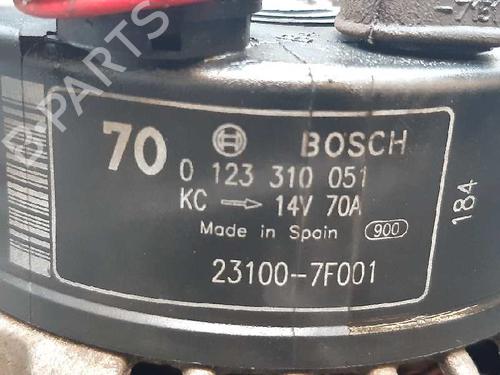 70 BOSCH
0 123 310 051
KC → 14V 70A
Made in Spain 900
23100-7F001
184
B-PARTS